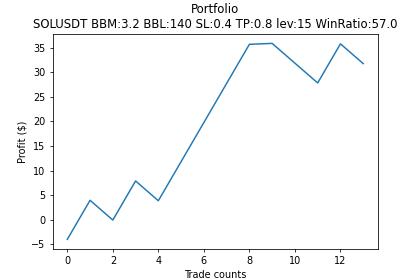 Portfolio
SOLUSDT BBM:3.2 BBL:140 SL:0.4 TP:0.8 lev:15 WinRatio:57.0
35
30
25
20
15
10
5
0
−5
Profit ($)
0 2 4 6 8 10 12
Trade counts